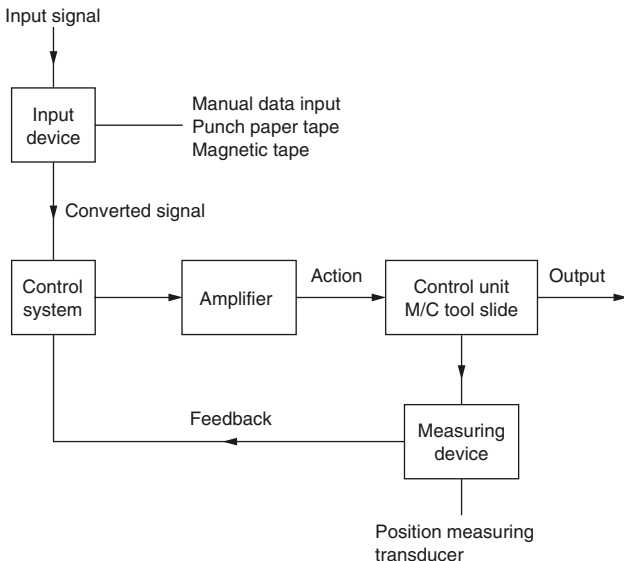 Input signal
Input
device
Manual data input
Punch paper tape
Magnetic tape
Converted signal
Control
system
Amplifier
Action
Control unit
M/C tool slide
Output
Feedback
Measuring
device
Position measuring
transducer